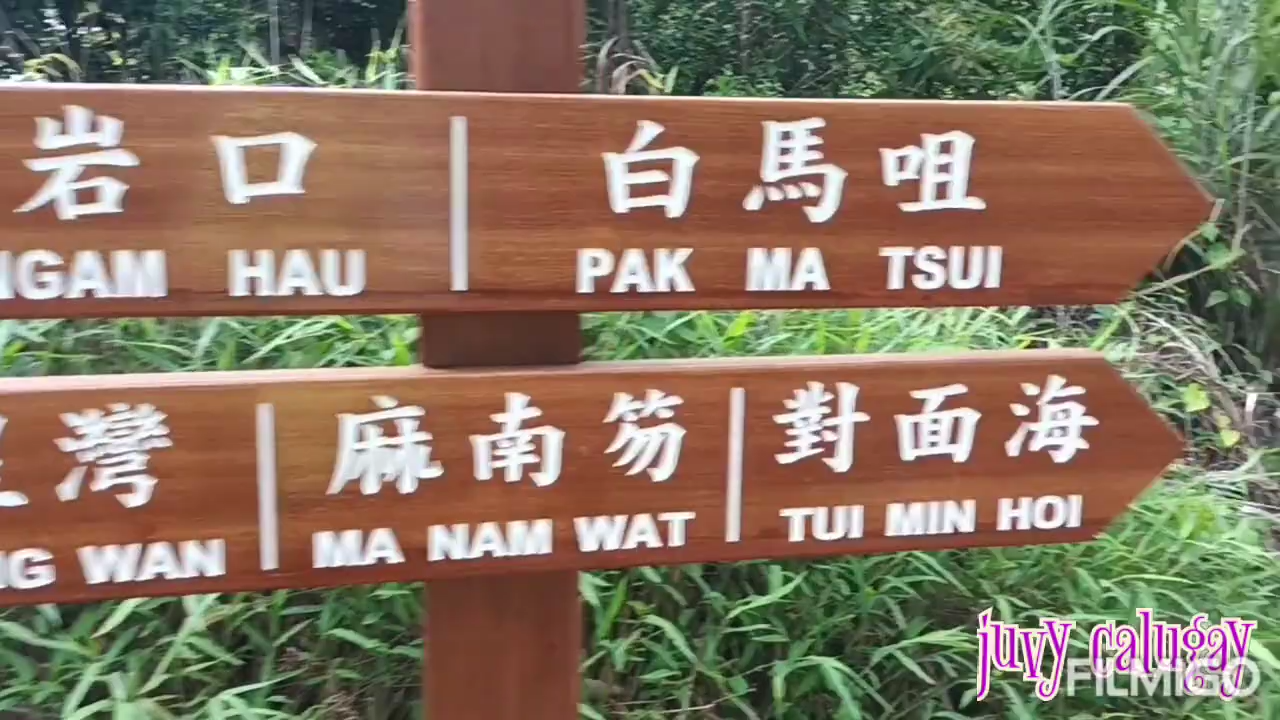 岩口 白馬咀
NGAM HAU PAK MA TSUI
灣 麻南笏 對面海
NG WAN MA NAM WAT TUI MIN HOI
juvy calugay
FILMIGO